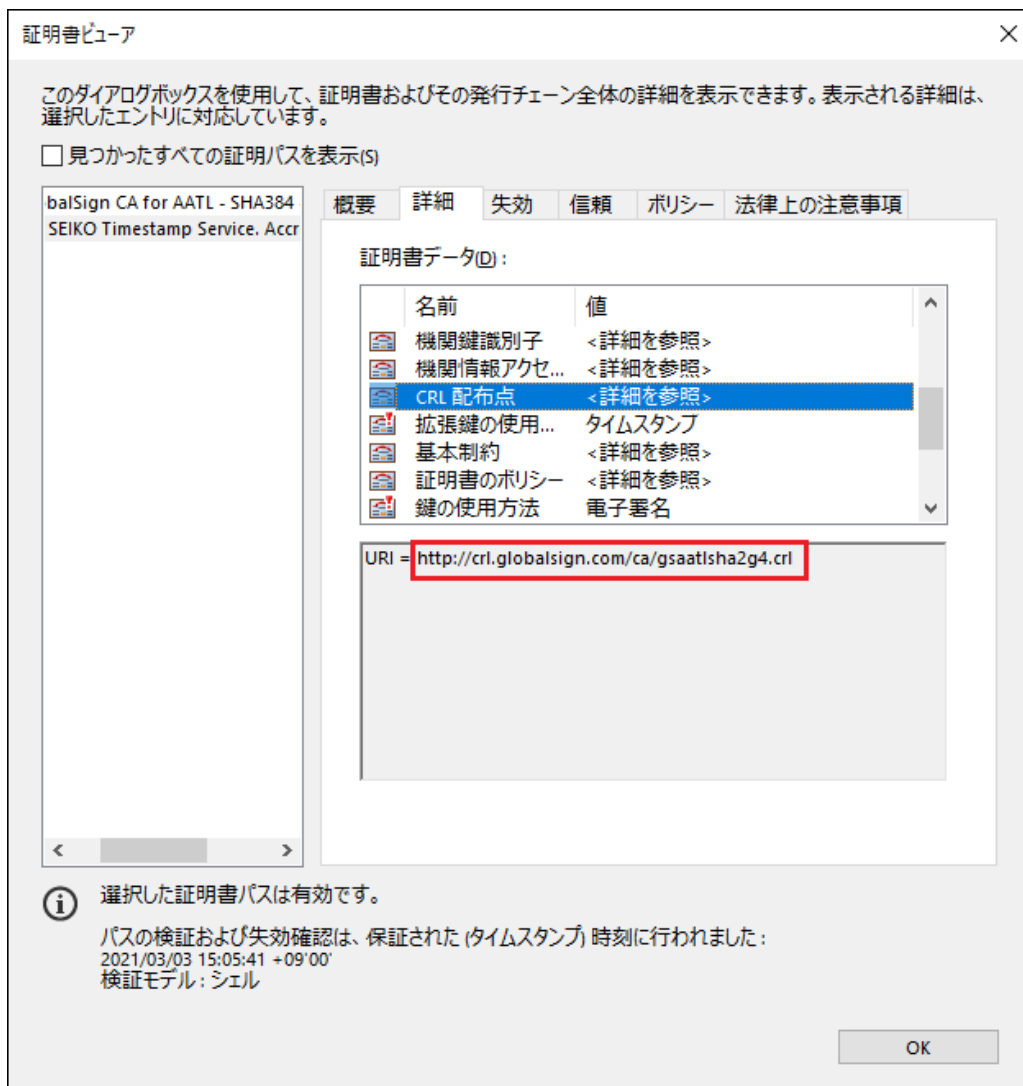 証明書ビューア
このダイアログボックスを使用して、証明書およびその発行チェーン全体の詳細を表示できます。表示される詳細は、
選択したエントリに対応しています。
見つかったすべての証明パスを表示(S)
balSign CA for AATL - SHA384
SEIKO Timestamp Service. Accr
概要 詳細 失効 信頼 ポリシー 法律上の注意事項
証明書データ(D) :
名前 値
機関鍵識別子 <詳細を参照>
機関情報アクセ... <詳細を参照>
CRL 配布点 <詳細を参照>
拡張鍵の使用... タイムスタンプ
基本制約 <詳細を参照>
証明書のポリシー <詳細を参照>
鍵の使用方法 電子署名
URI = http://crl.globalsign.com/ca/gsaatlsha2g4.crl
選択した証明書パスは有効です。
パスの検証および失効確認は、保証された (タイムスタンプ) 時刻に行われました :
2021/03/03 15:05:41 +09'00'
検証モデル : シェル
OK